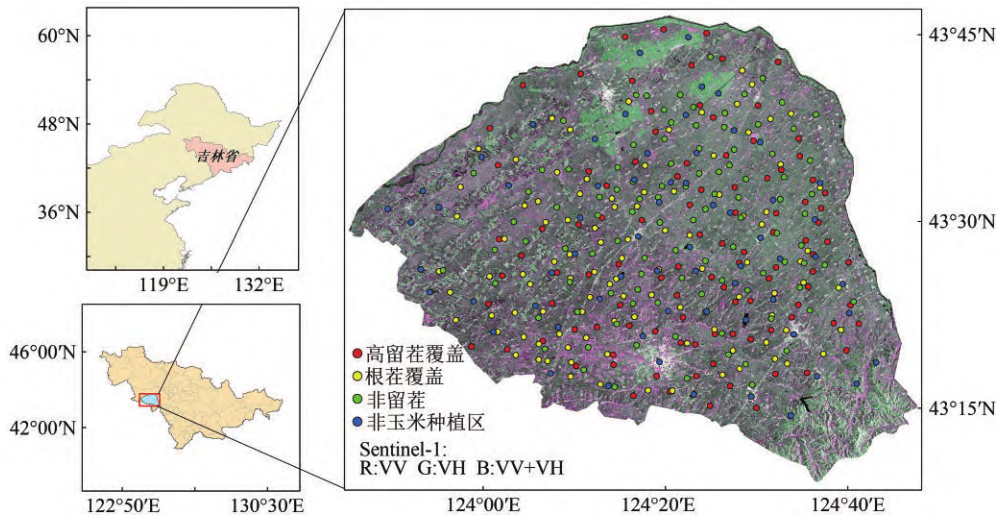 60°N
48°N
36°N
吉林省
119°E 132°E
46°00′N
42°00′N
122°50′E 130°30′E
43°45′N
43°30′N
43°15′N
高留茬覆盖
根茬覆盖
非留茬
非玉米种植区
Sentinel-1:
R:VV G:VH B:VV+VH
124°00′E 124°20′E 124°40′E